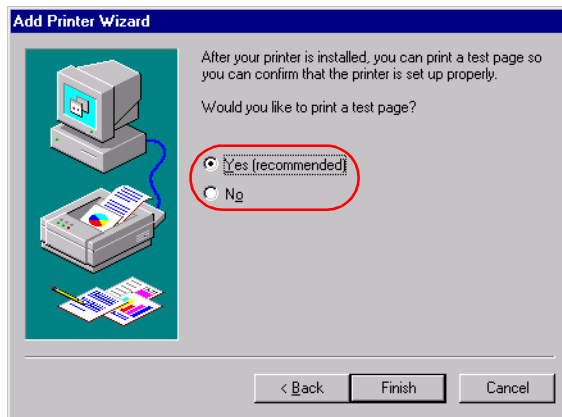 Add Printer Wizard
After your printer is installed, you can print a test page so
you can confirm that the printer is set up properly.
Would you like to print a test page?
Yes (recommended)
No
< Back
Finish
Cancel